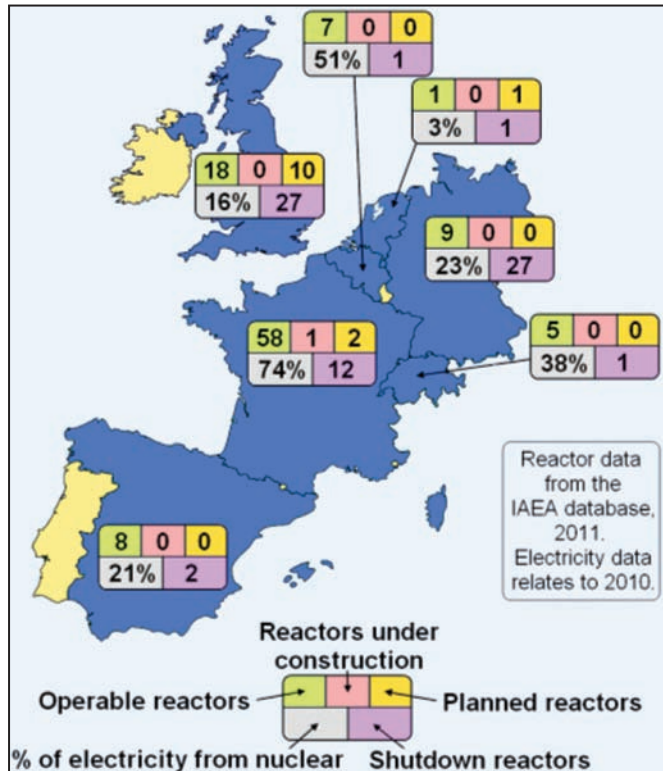 7 0 0
51% 1
1 0 1
3% 1
18 0 10
16% 27
9 0 0
23% 27
58 1 2
74% 12
5 0 0
38% 1
8 0 0
21% 2
Reactor data
from the
IAEA database,
2011.
Electricity data
relates to 2010.
Reactors under
construction
Operable reactors
Planned reactors
% of electricity from nuclear
Shutdown reactors